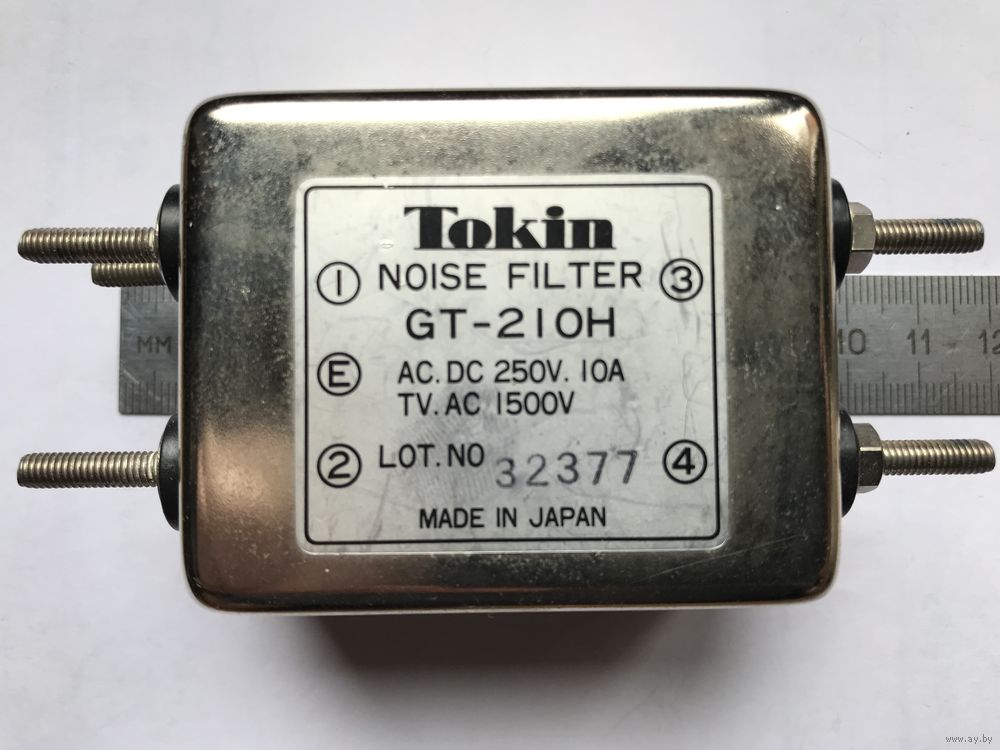 Tokin
① NOISE FILTER ③
GT-210H
Ⓔ AC.DC 250V. 10A
TV.AC 1500V
② LOT.NO 32377 ④
MADE IN JAPAN
MM 10 11 12
www.ay.by